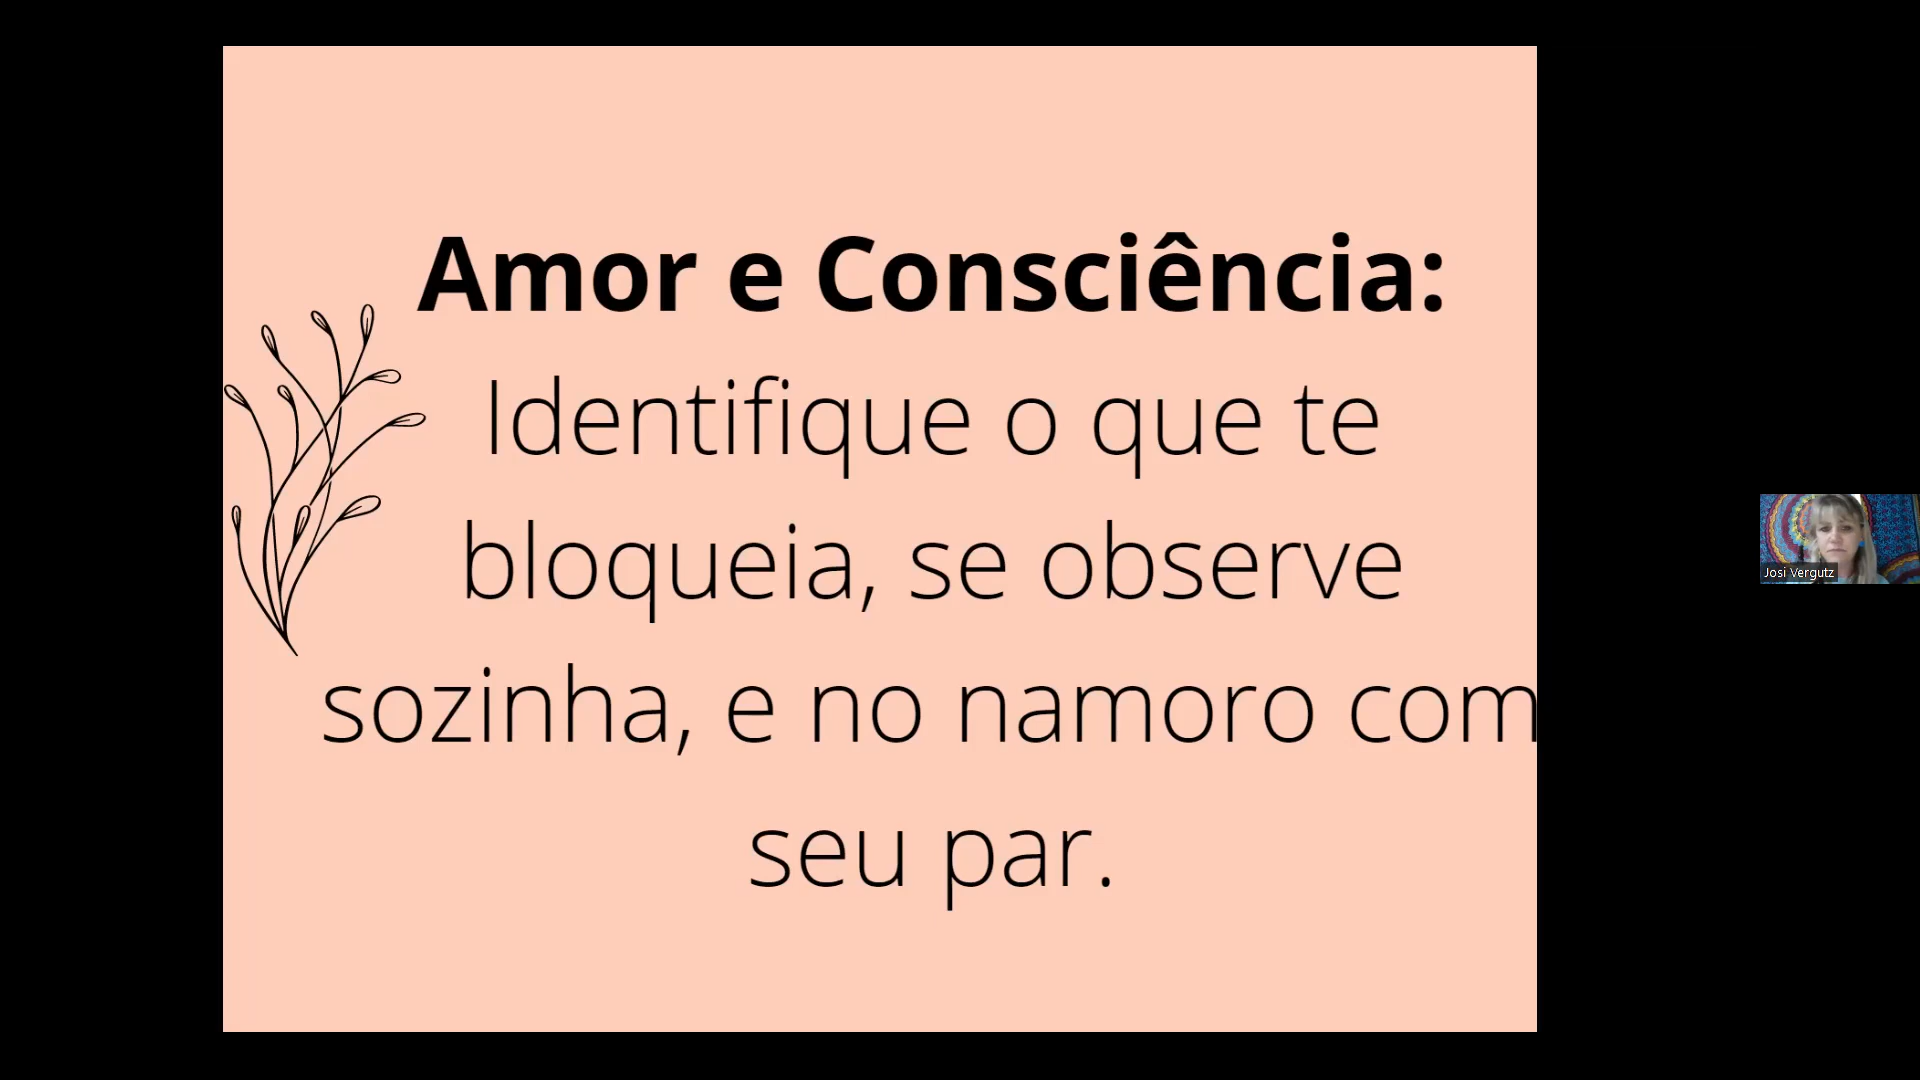 Amor e Consciência:
Identifique o que te
bloqueia, se observe
sozinha, e no namoro com
seu par.
Josi Vergutz